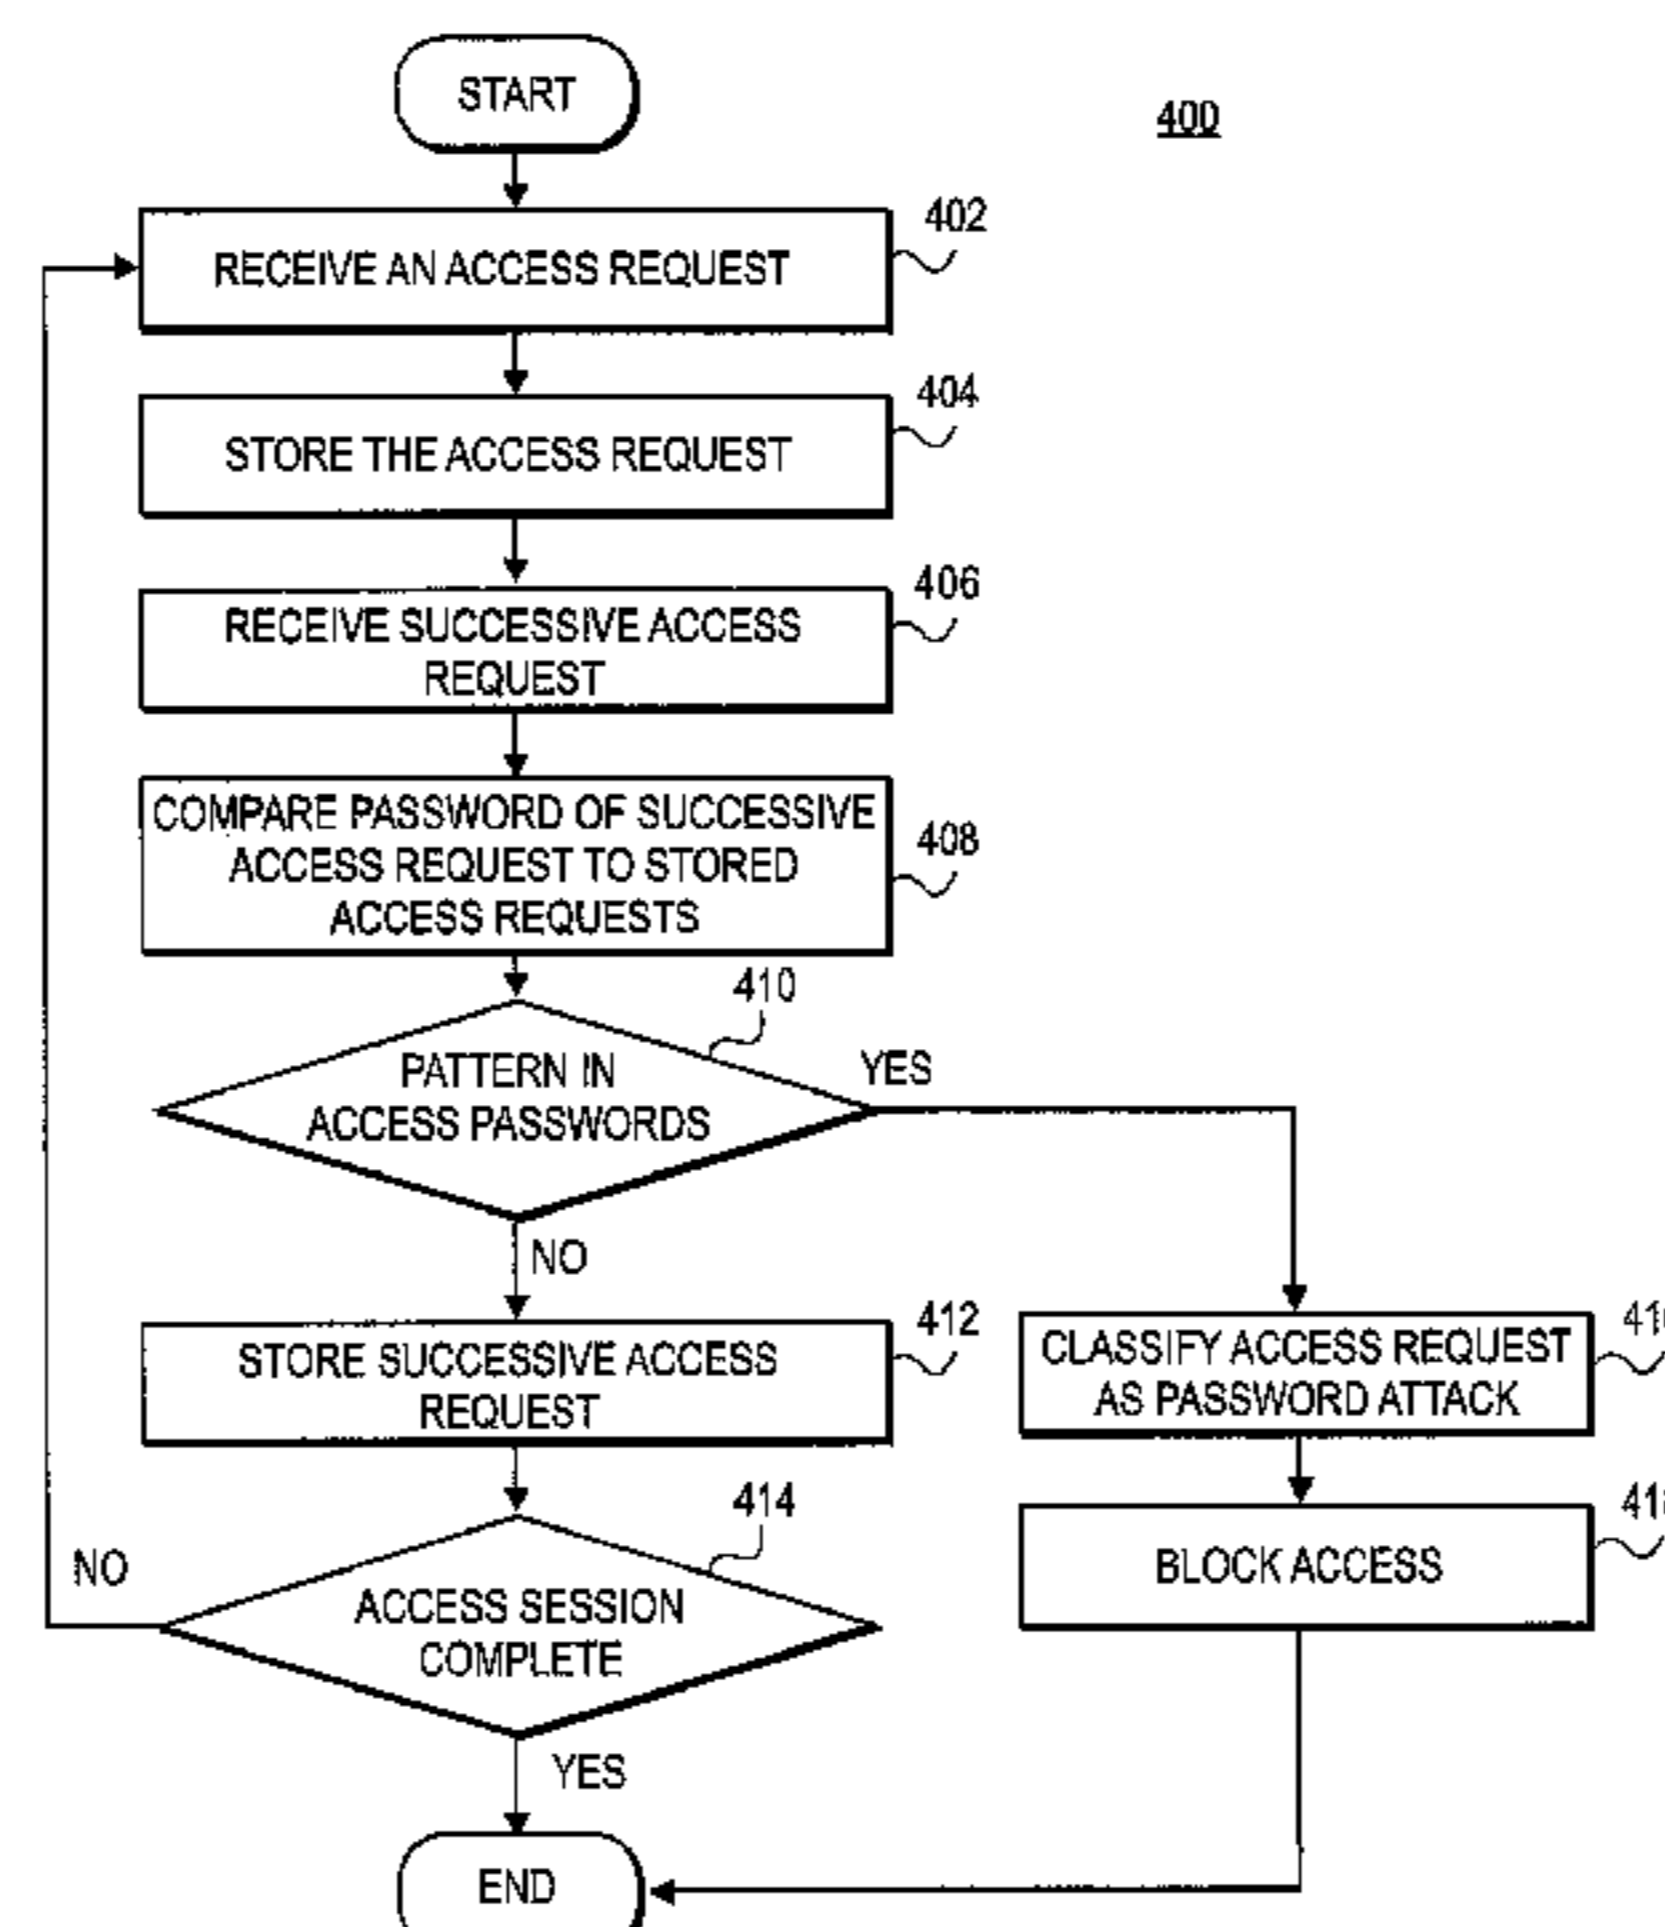 START
400
402
RECEIVE AN ACCESS REQUEST
404
STORE THE ACCESS REQUEST
406
RECEIVE SUCCESSIVE ACCESS
REQUEST
COMPARE PASSWORD OF SUCCESSIVE
ACCESS REQUEST TO STORED
ACCESS REQUESTS
408
410
PATTERN IN
ACCESS PASSWORDS
YES
NO
412
STORE SUCCESSIVE ACCESS
REQUEST
CLASSIFY ACCESS REQUEST
AS PASSWORD ATTACK
414
NO
ACCESS SESSION
COMPLETE
BLOCK ACCESS
YES
END